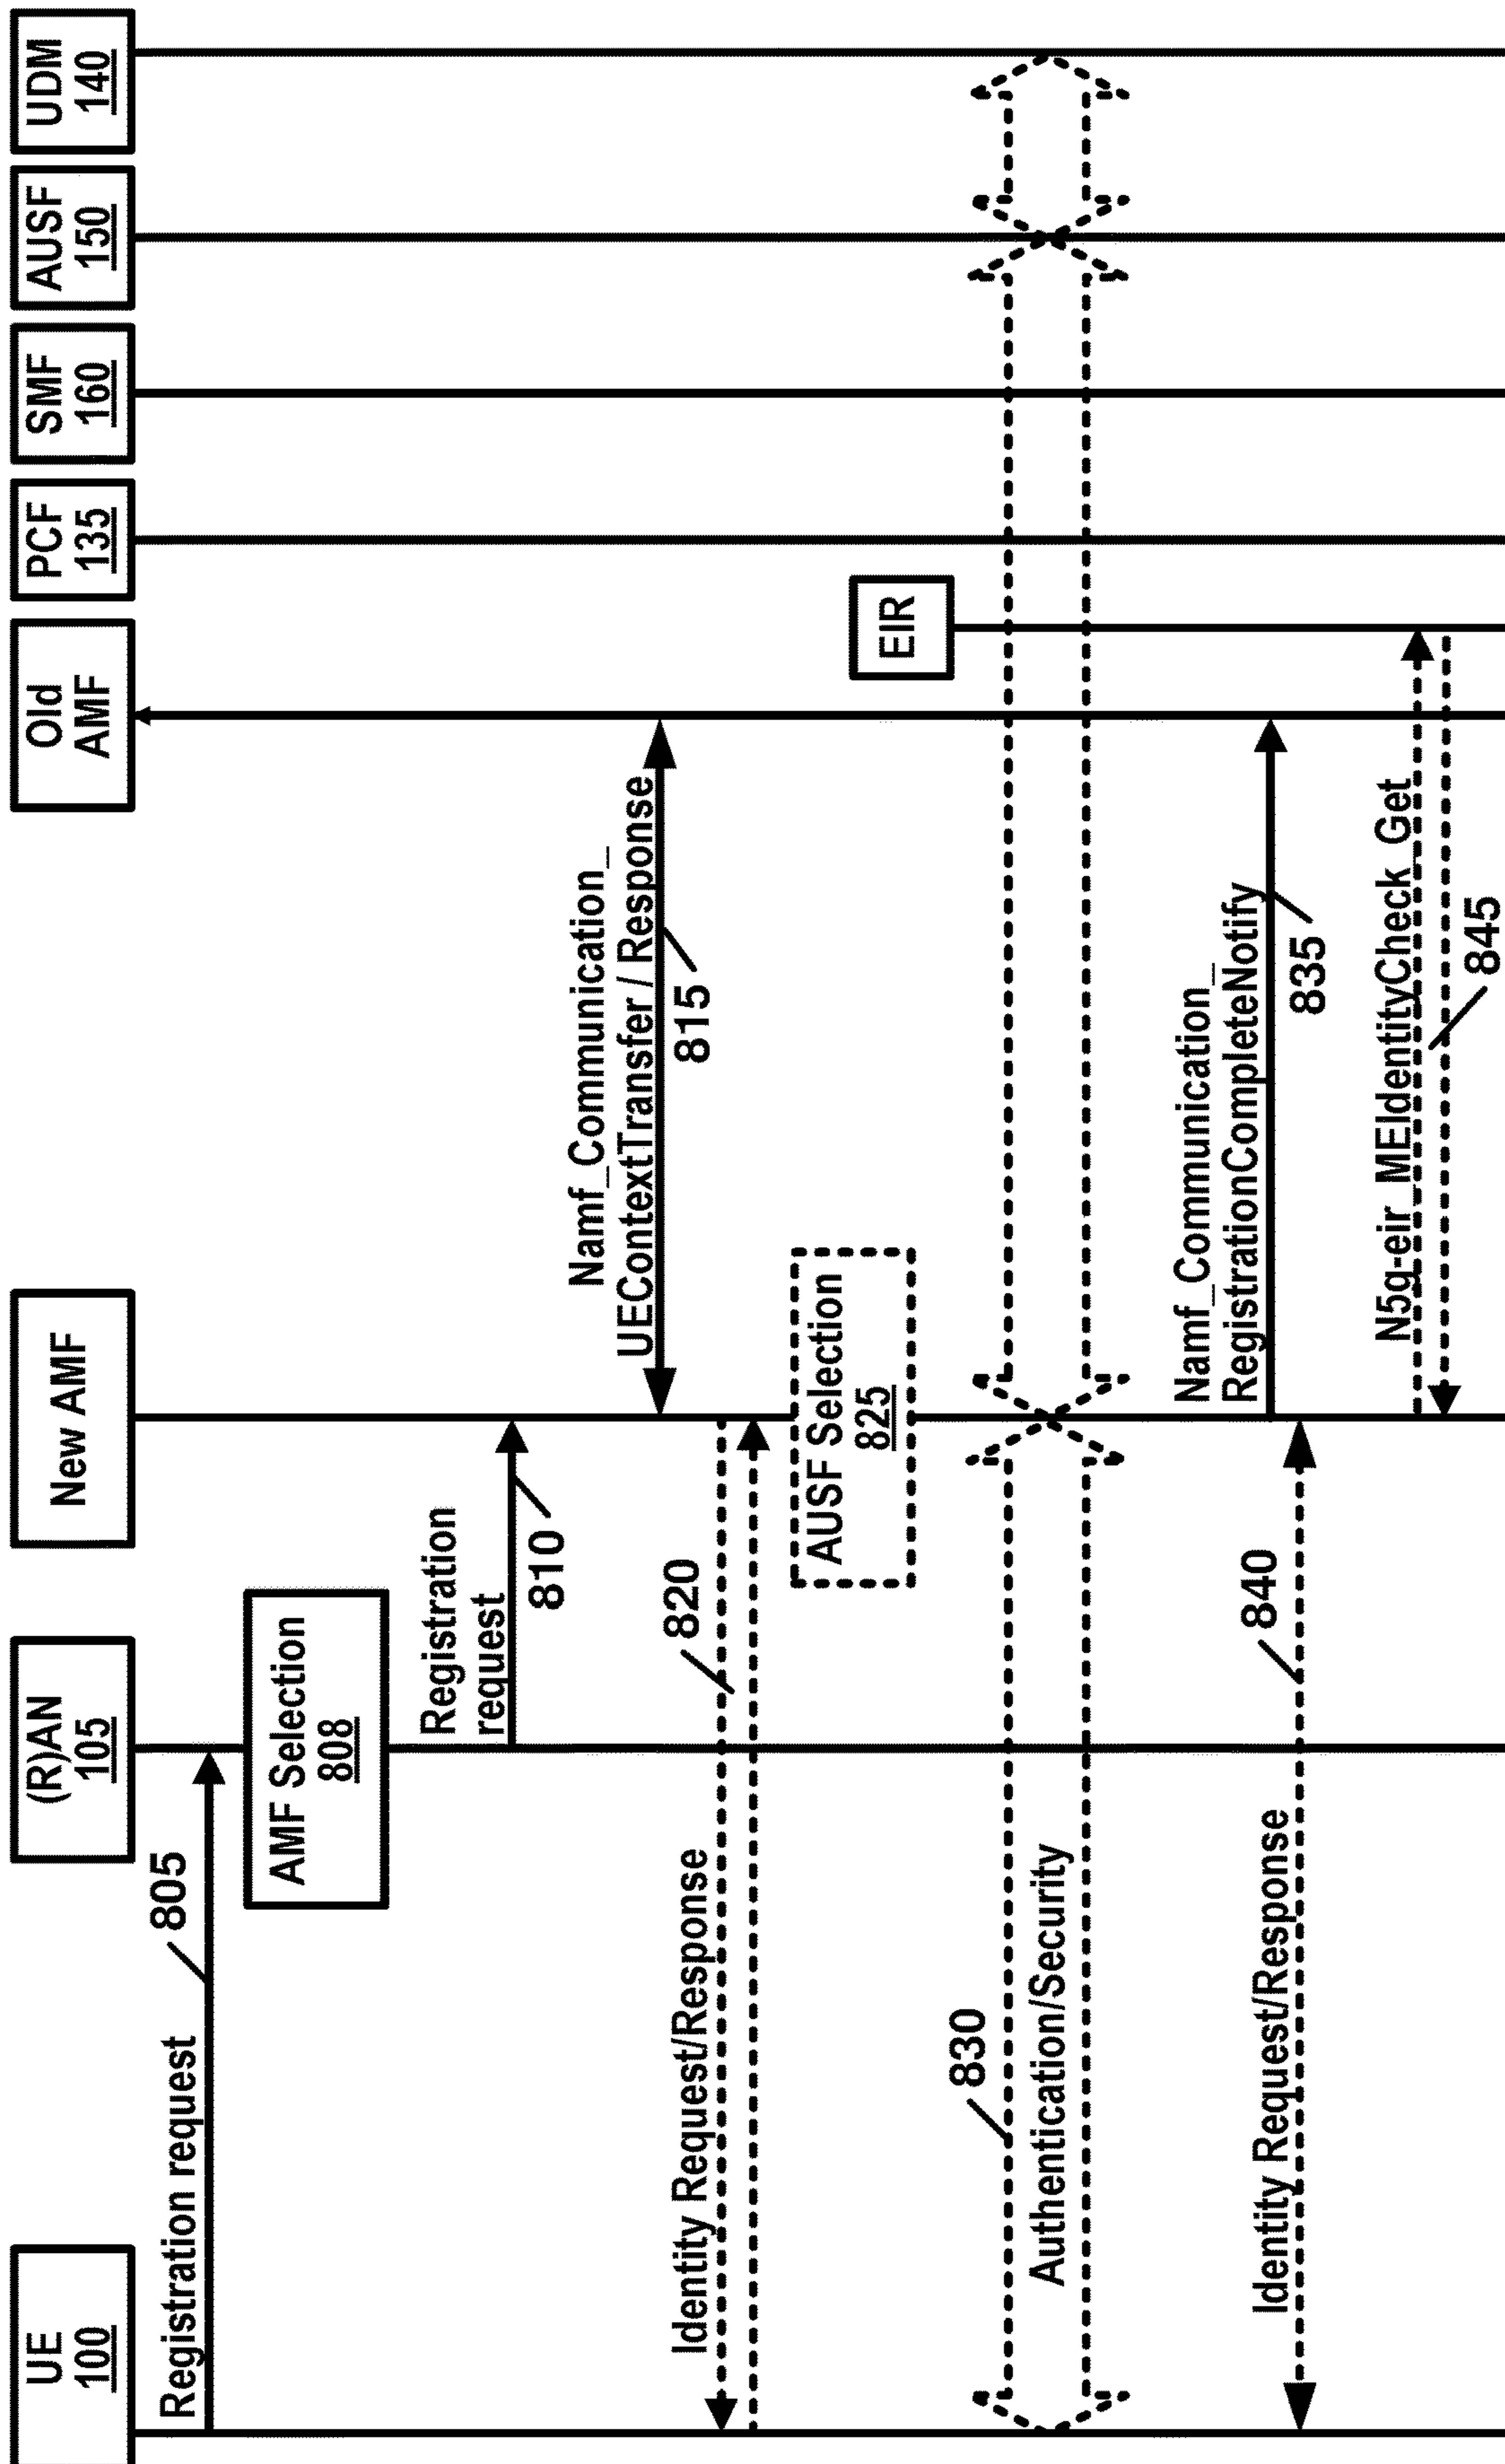 UE
100
(R)AN
105
New AMF
Old
AMF
PCF
135
SMF
160
AUSF
150
UDM
140
Registration request
805
AMF Selection
808
Registration
request
810
Namf_Communication_
UEContextTransfer / Response
815
Identity Request/Response
820
AUSF Selection
825
EIR
830
Authentication/Security
Namf_Communication_
RegistrationCompleteNotify
835
Identity Request/Response
840
N5g-eir_MEIdentityCheck_Get
845